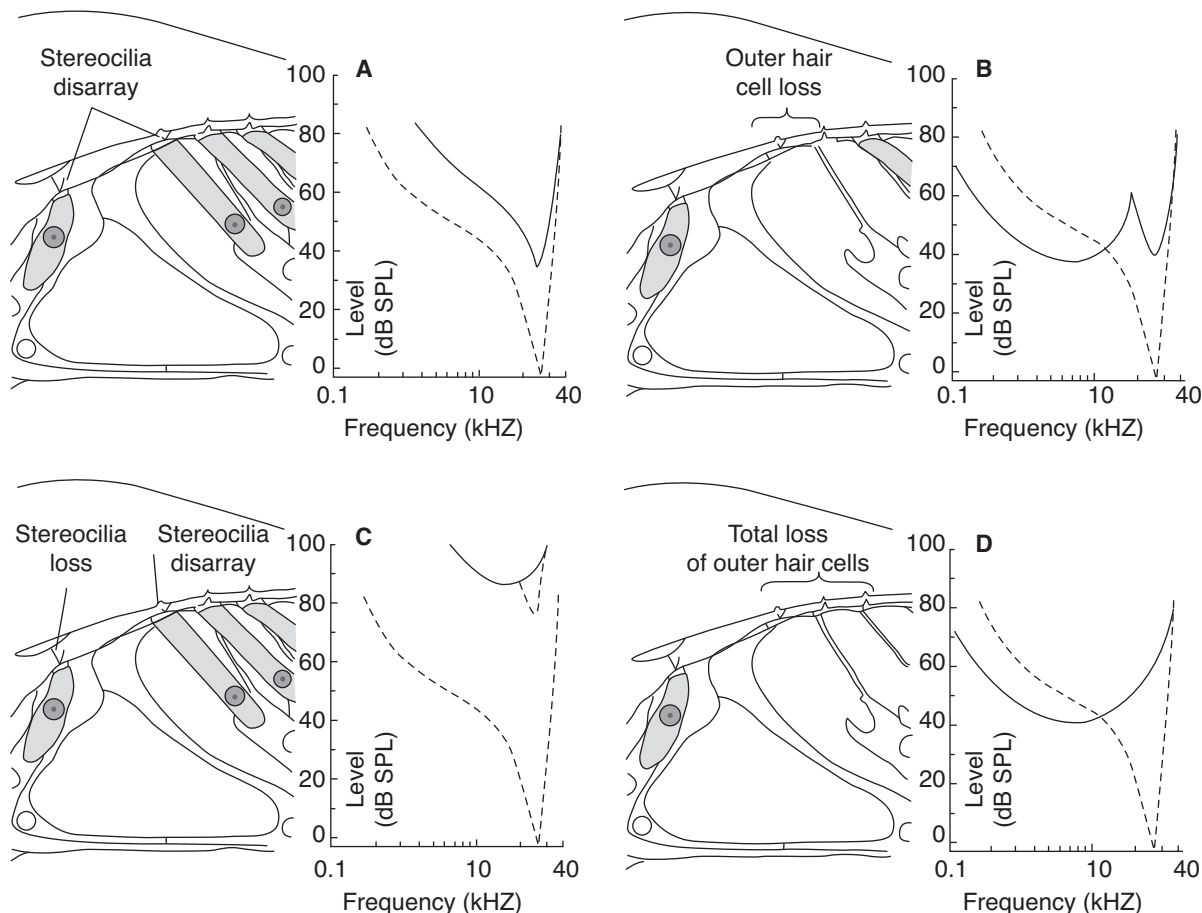 Stereocilia
disarray
A
100
80
60
40
20
0
Level
(dB SPL)
0.1
10
40
Frequency (kHZ)
Outer hair
cell loss
B
100
80
60
40
20
0
Level
(dB SPL)
0.1
10
40
Frequency (kHZ)
Stereocilia
loss
Stereocilia
disarray
C
100
80
60
40
20
0
Level
(dB SPL)
0.1
10
40
Frequency (kHZ)
Total loss
of outer hair cells
D
100
80
60
40
20
0
Level
(dB SPL)
0.1
10
40
Frequency (kHZ)